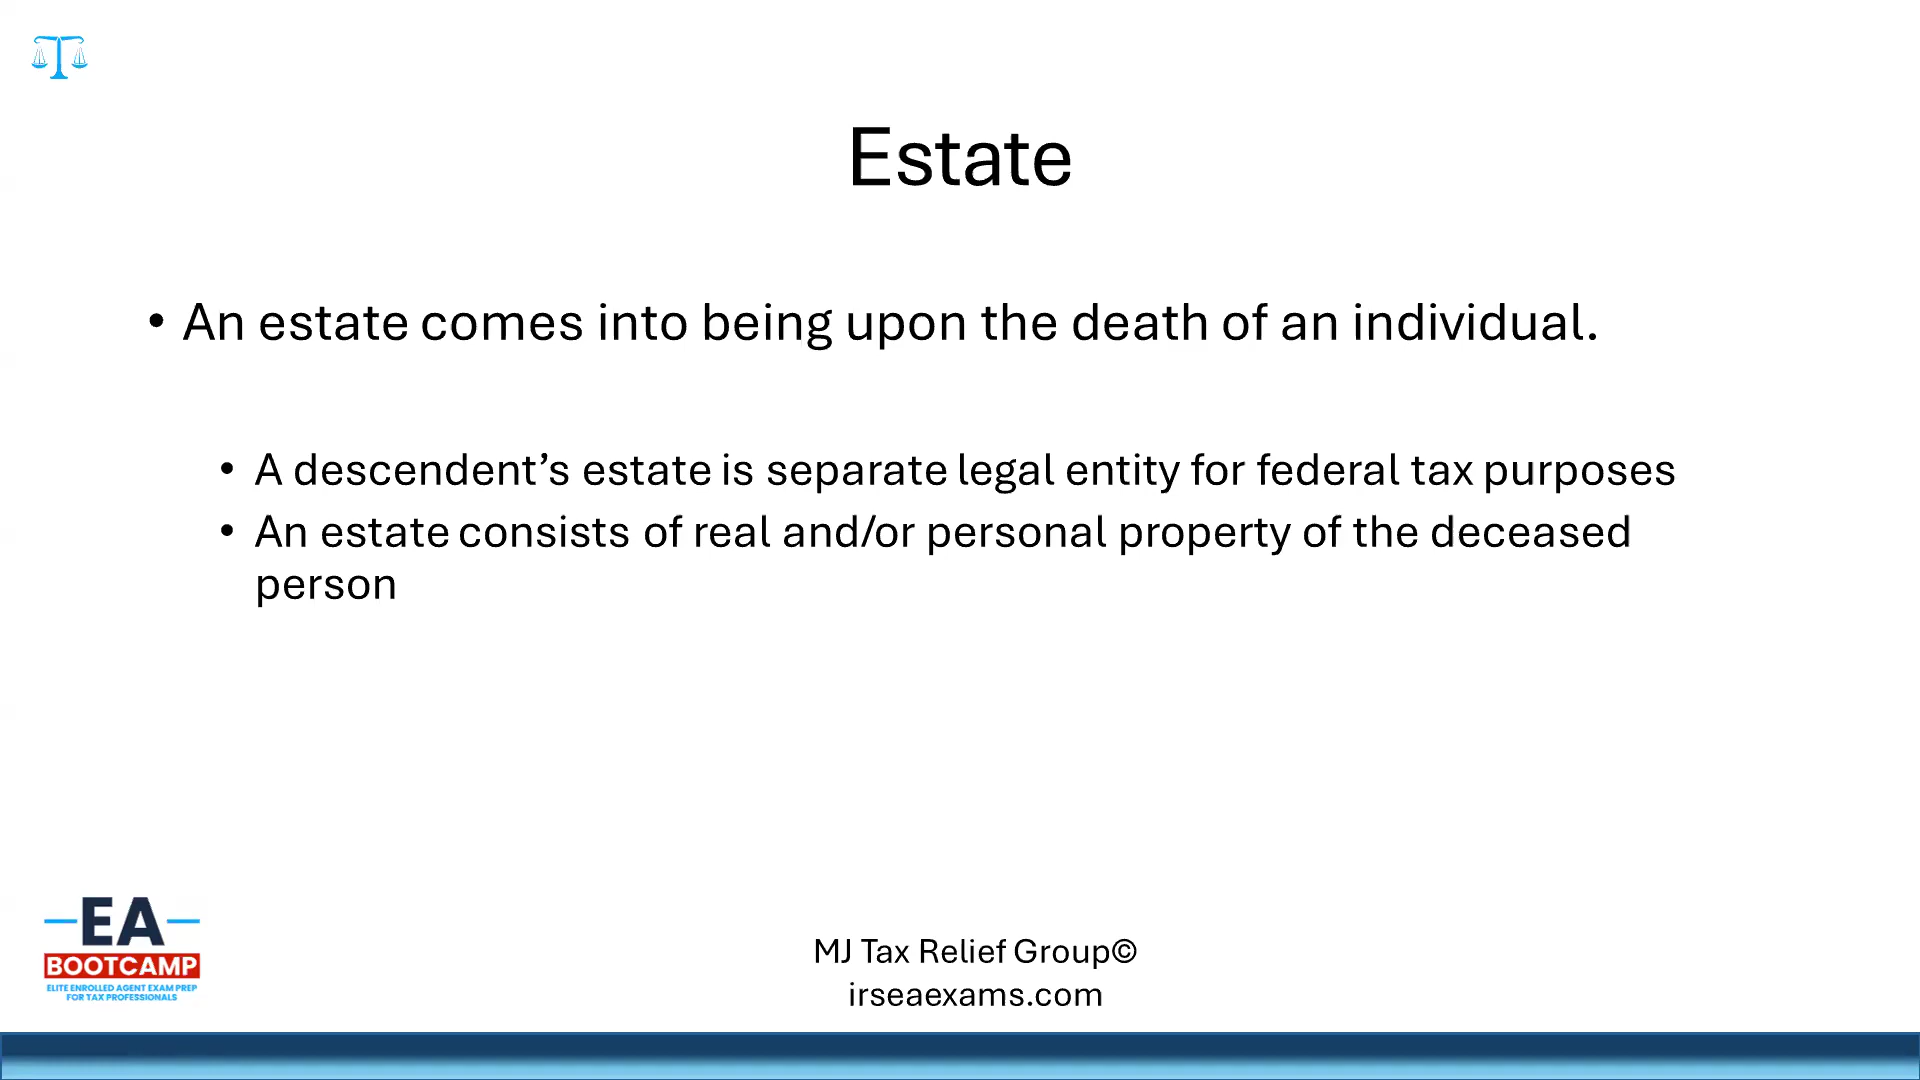 Estate
• An estate comes into being upon the death of an individual.
• A descendent’s estate is separate legal entity for federal tax purposes
• An estate consists of real and/or personal property of the deceased
person
EA
BOOTCAMP
ELITE ENROLLED AGENT EXAM PREP
FOR TAX PROFESSIONALS
MJ Tax Relief Group©
irseaexams.com